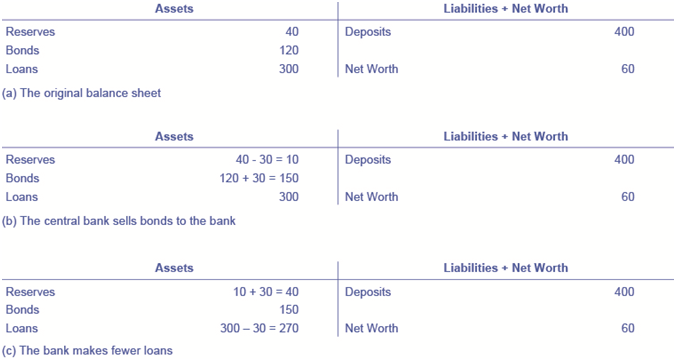 Assets Liabilities + Net Worth
Reserves 40 Deposits 400
Bonds 120
Loans 300 Net Worth 60
(a) The original balance sheet
Assets Liabilities + Net Worth
Reserves 40 - 30 = 10 Deposits 400
Bonds 120 + 30 = 150
Loans 300 Net Worth 60
(b) The central bank sells bonds to the bank
Assets Liabilities + Net Worth
Reserves 10 + 30 = 40 Deposits 400
Bonds 150
Loans 300 – 30 = 270 Net Worth 60
(c) The bank makes fewer loans